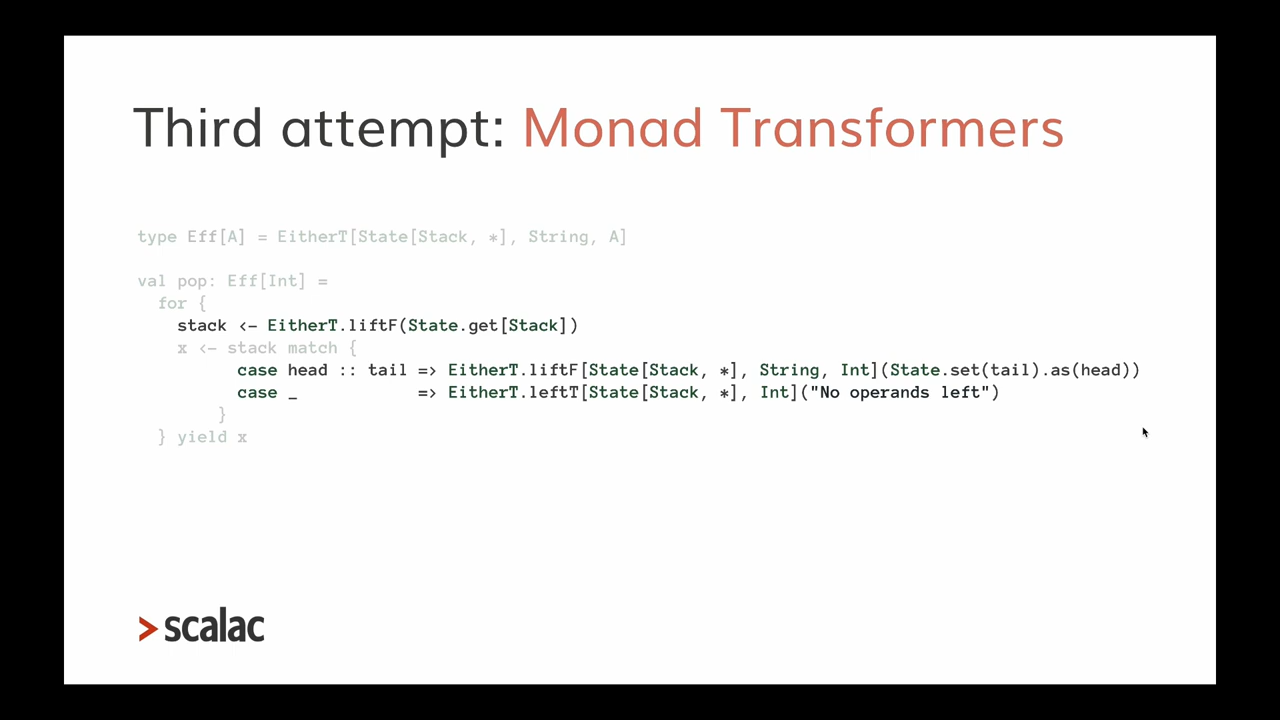 Third attempt: Monad Transformers
type Eff[A] = EitherT[State[Stack, *], String, A]
val pop: Eff[Int] =
  for {
    stack <- EitherT.liftF(State.get[Stack])
    x <- stack match {
          case head :: tail => EitherT.liftF[State[Stack, *], String, Int](State.set(tail).as(head))
          case _            => EitherT.leftT[State[Stack, *], Int]("No operands left")
        }
  } yield x
> scalac